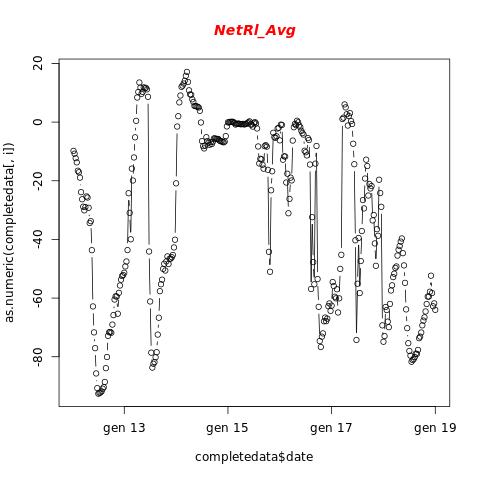 NetRl_Avg
as.numeric(completedata[, i])
20
0
-20
-40
-60
-80
gen 13
gen 15
gen 17
gen 19
completedata$date